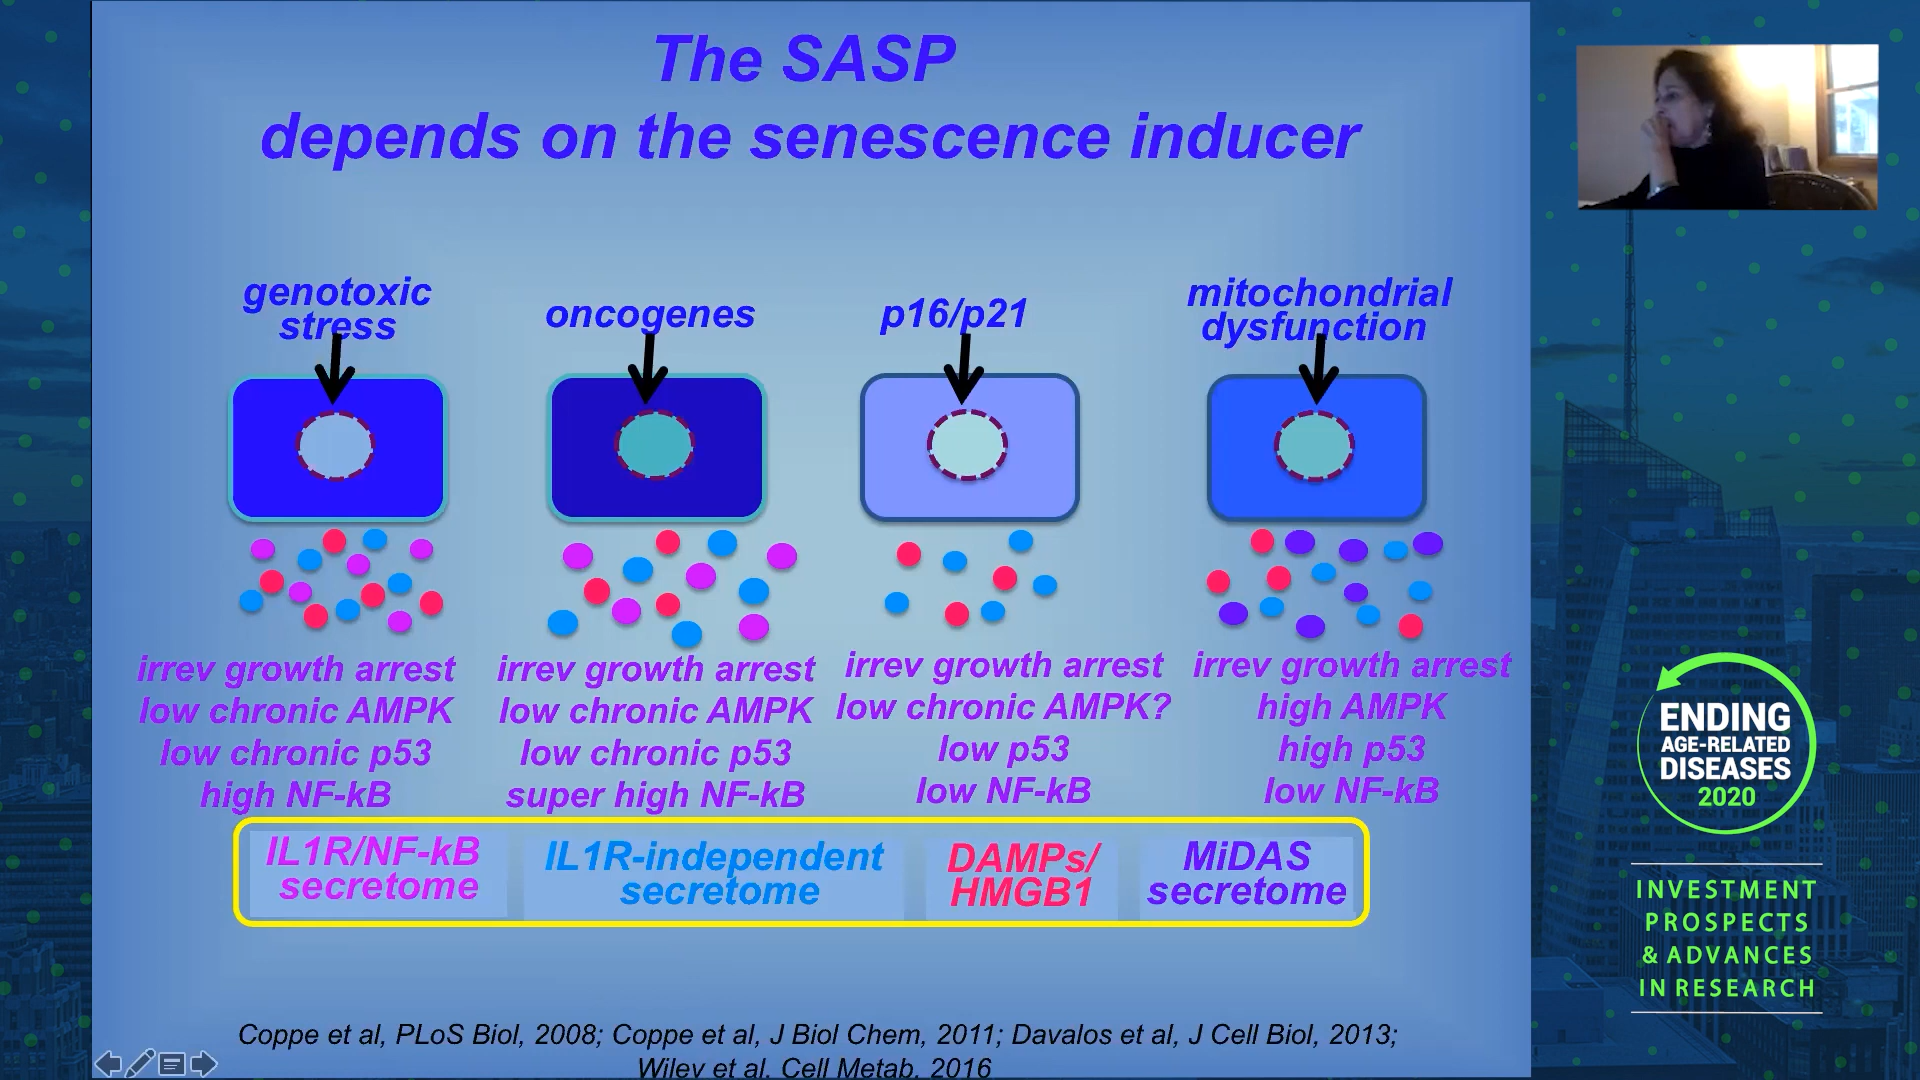 The SASP
depends on the senescence inducer
genotoxic
stress
oncogenes
p16/p21
mitochondrial
dysfunction
irrev growth arrest
low chronic AMPK
low chronic p53
high NF-kB
irrev growth arrest
low chronic AMPK
low chronic p53
super high NF-kB
irrev growth arrest
low chronic AMPK?
low p53
low NF-kB
irrev growth arrest
high AMPK
high p53
low NF-kB
IL1R/NF-kB
secretome
IL1R-independent
secretome
DAMPs/
HMGB1
MiDAS
secretome
Coppe et al, PLoS Biol, 2008; Coppe et al, J Biol Chem, 2011; Davalos et al, J Cell Biol, 2013;
Wiley et al, Cell Metab, 2016
ENDING
AGE-RELATED
DISEASES
2020
INVESTMENT
PROSPECTS
& ADVANCES
IN RESEARCH